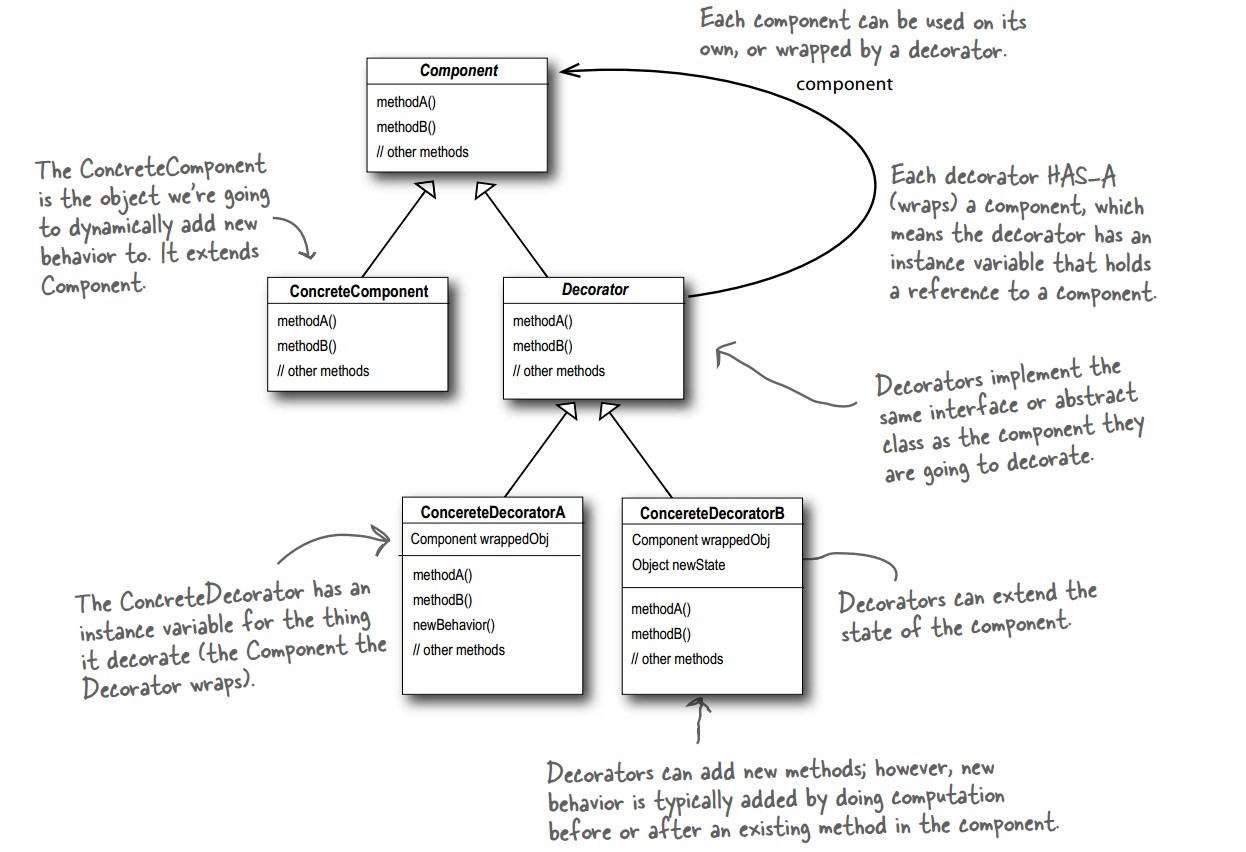 Each component can be used on its
own, or wrapped by a decorator.
component
Component
methodA()
methodB()
// other methods
The ConcreteComponent
is the object we're going
to dynamically add new
behavior to. It extends
Component.
Each decorator HAS-A
(wraps) a component, which
means the decorator has an
instance variable that holds
a reference to a component.
ConcreteComponent
methodA()
methodB()
// other methods
Decorator
methodA()
methodB()
// other methods
Decorators implement the
same interface or abstract
class as the component they
are going to decorate.
ConcereteDecoratorA
Component wrappedObj
methodA()
methodB()
newBehavior()
// other methods
ConcereteDecoratorB
Component wrappedObj
Object newState
methodA()
methodB()
// other methods
The ConcreteDecorator has an
instance variable for the thing
it decorate (the Component the
Decorator wraps).
Decorators can extend the
state of the component.
Decorators can add new methods; however, new
behavior is typically added by doing computation
before or after an existing method in the component.